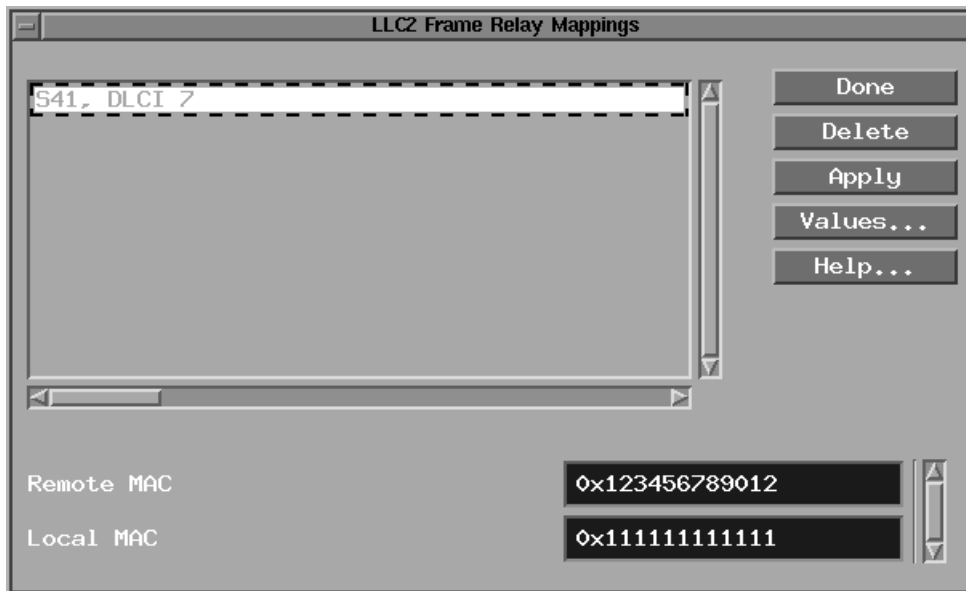 LLC2 Frame Relay Mappings
S41, DLCI 7
Done
Delete
Apply
Values...
Help...
Remote MAC 0x123456789012
Local MAC 0x111111111111